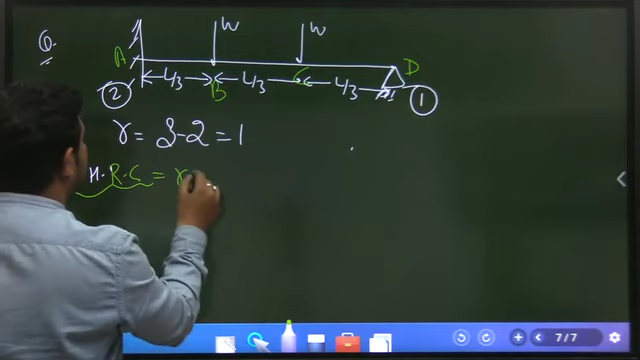 Q.
W W
A B C D
L/3 L/3 L/3
2 1
r = 3-2 = 1
N.R.C = r
7/7